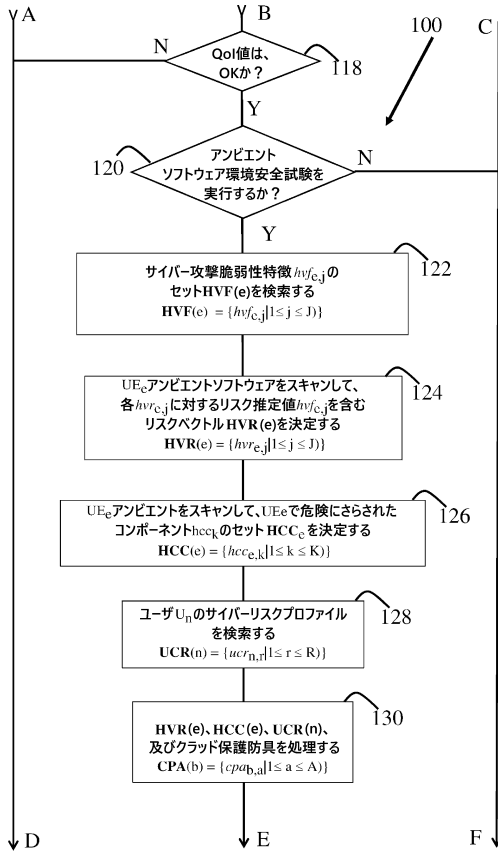 A
B
C
100
N
QoI値は、
OKか？
118
Y
120
アンビエント
ソフトウェア環境安全試験を
実行するか？
N
Y
122
サイバー攻撃脆弱性特徴hvfe,jの
セットHVF(e)を検索する
HVF(e) = {hvfe,j|1≤ j ≤ J)}
124
UEeアンビエントソフトウェアをスキャンして、
各hvre,jに対するリスク推定値hvfe,jを含む
リスクベクトルHVR(e)を決定する
HVR(e) = {hvre,j|1≤ j ≤ J)}
126
UEeアンビエントをスキャンして、UEeで危険にさらされた
コンポーネントhcckのセットHCCeを決定する
HCC(e) = {hcce,k|1≤ k ≤ K)}
128
ユーザUnのサイバーリスクプロファイル
を検索する
UCR(n) = {ucrn,r|1≤ r ≤ R)}
130
HVR(e)、HCC(e)、UCR(n)、
及びクラッド保護防具を処理する
CPA(b) = {cpab,a|1≤ a ≤ A)}
D
E
F